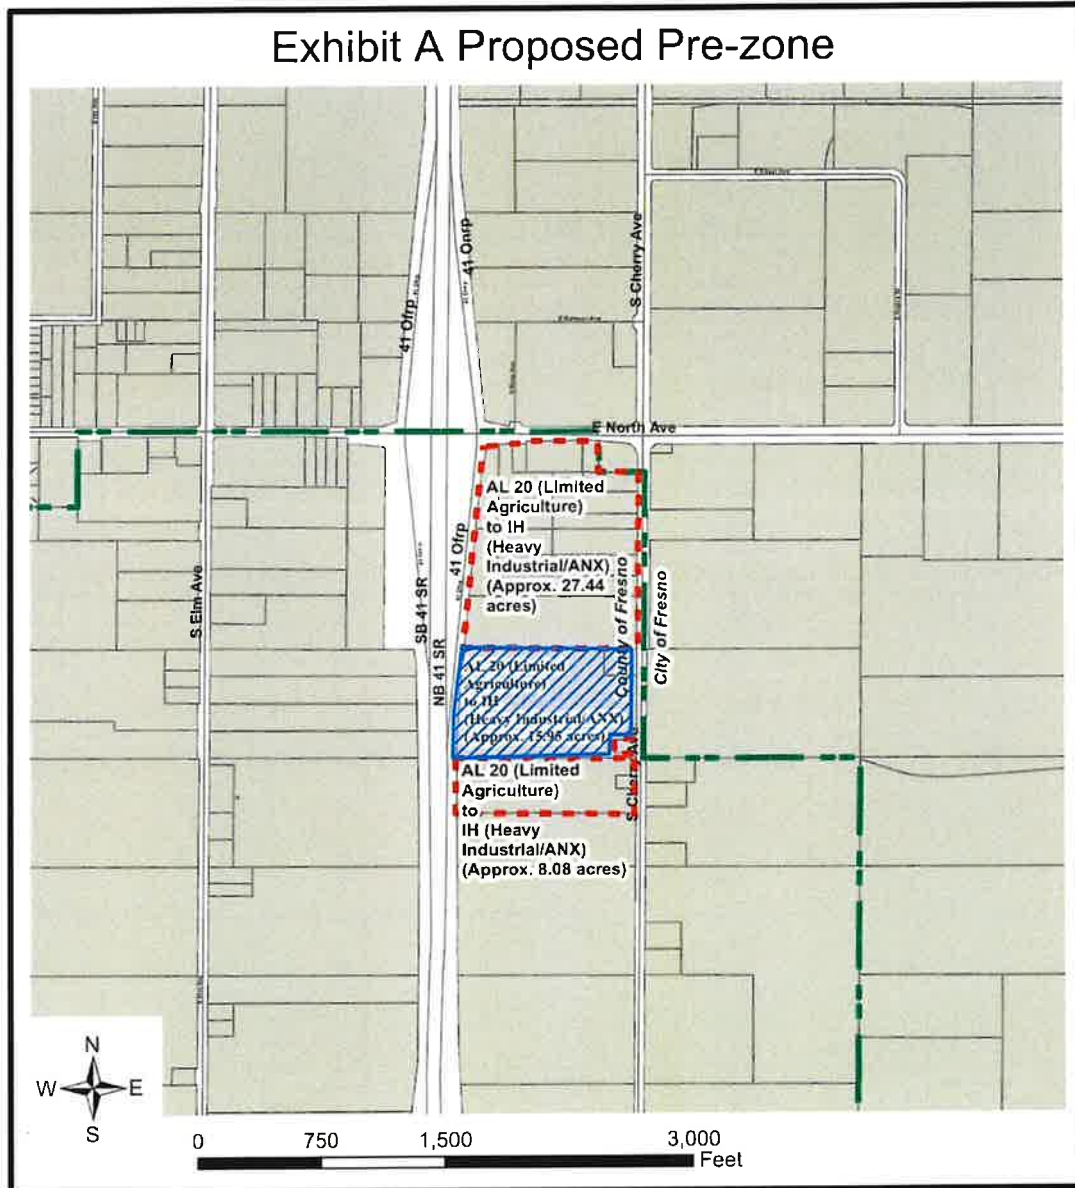 Exhibit A Proposed Pre-zone
41 Onrp
S Cherry Ave
41 Ofrp
E North Ave
AL 20 (Limited
Agriculture)
to IH
(Heavy
Industrial/ANX)
(Approx. 27.44
acres)
41 Ofrp
County of Fresno
City of Fresno
S Elm Ave
SB 41 SR
NB 41 SR
AL 20 (Limited
Agriculture)
to IH
(Heavy Industrial/ANX)
(Approx. 15.95 acres)
S Cherry Ave
AL 20 (Limited
Agriculture)
to
IH (Heavy
Industrial/ANX)
(Approx. 8.08 acres)
N
W E
S
0 750 1,500 3,000
Feet